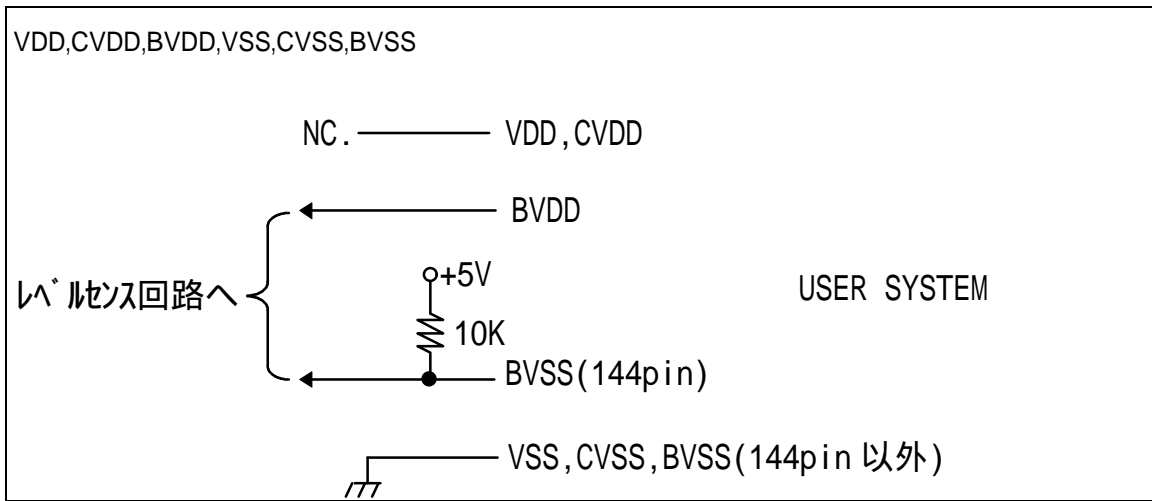 VDD,CVDD,BVDD,VSS,CVSS,BVSS
NC. VDD,CVDD
BVDD
+5V
ﾚﾍﾞﾙｾﾝｽ回路へ
USER SYSTEM
10K
BVSS(144pin)
VSS,CVSS,BVSS(144pin 以外)